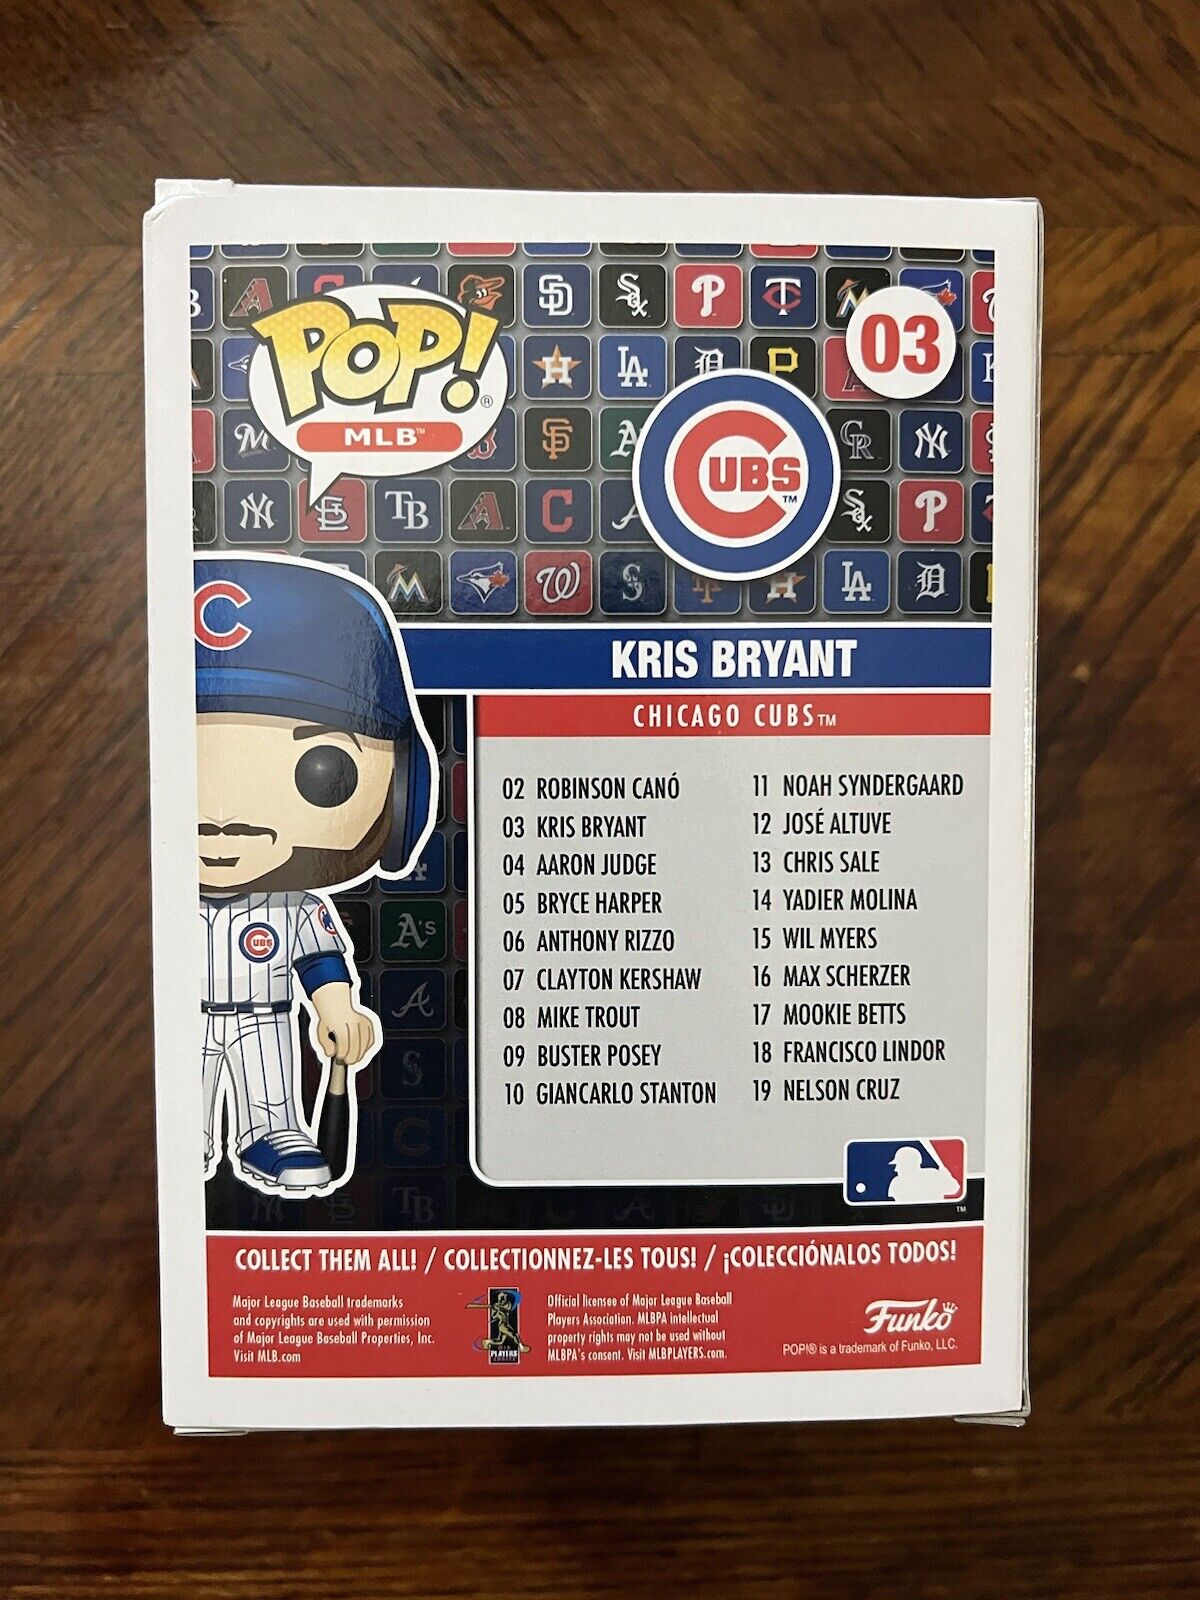 POP!®
MLB™
03
CUBS™
KRIS BRYANT
CHICAGO CUBS™
02 ROBINSON CANÓ
03 KRIS BRYANT
04 AARON JUDGE
05 BRYCE HARPER
06 ANTHONY RIZZO
07 CLAYTON KERSHAW
08 MIKE TROUT
09 BUSTER POSEY
10 GIANCARLO STANTON
11 NOAH SYNDERGAARD
12 JOSÉ ALTUVE
13 CHRIS SALE
14 YADIER MOLINA
15 WIL MYERS
16 MAX SCHERZER
17 MOOKIE BETTS
18 FRANCISCO LINDOR
19 NELSON CRUZ
TM
COLLECT THEM ALL! / COLLECTIONNEZ-LES TOUS! / ¡COLECCIÓNALOS TODOS!
Major League Baseball trademarks
and copyrights are used with permission
of Major League Baseball Properties, Inc.
Visit MLB.com
PLAYERS
Official licensee of Major League Baseball
Players Association. MLBPA intellectual
property rights may not be used without
MLBPA's consent. Visit MLBPLAYERS.com.
Funko
POP!® is a trademark of Funko, LLC.